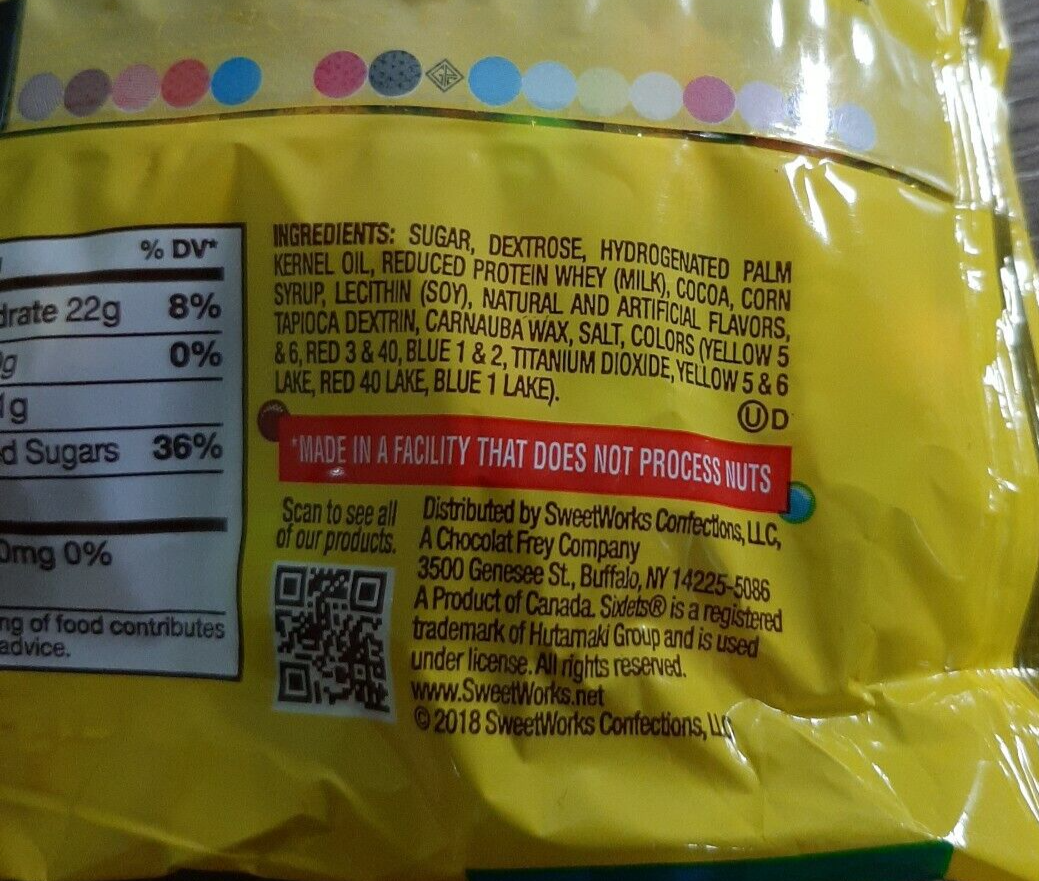 % DV*
drate 22g 8%
g 0%
1g
d Sugars 36%
0mg 0%
ng of food contributes
advice.
INGREDIENTS: SUGAR, DEXTROSE, HYDROGENATED PALM
KERNEL OIL, REDUCED PROTEIN WHEY (MILK), COCOA, CORN
SYRUP, LECITHIN (SOY), NATURAL AND ARTIFICIAL FLAVORS,
TAPIOCA DEXTRIN, CARNAUBA WAX, SALT, COLORS (YELLOW 5
& 6, RED 3 & 40, BLUE 1 & 2, TITANIUM DIOXIDE, YELLOW 5 & 6
LAKE, RED 40 LAKE, BLUE 1 LAKE).
Ⓤ D
*MADE IN A FACILITY THAT DOES NOT PROCESS NUTS
Scan to see all
of our products.
Distributed by SweetWorks Confections, LLC,
A Chocolat Frey Company
3500 Genesee St., Buffalo, NY 14225-5086
A Product of Canada. Sixlets® is a registered
trademark of Huhtamaki Group and is used
under license. All rights reserved.
www.SweetWorks.net
© 2018 SweetWorks Confections, LLC